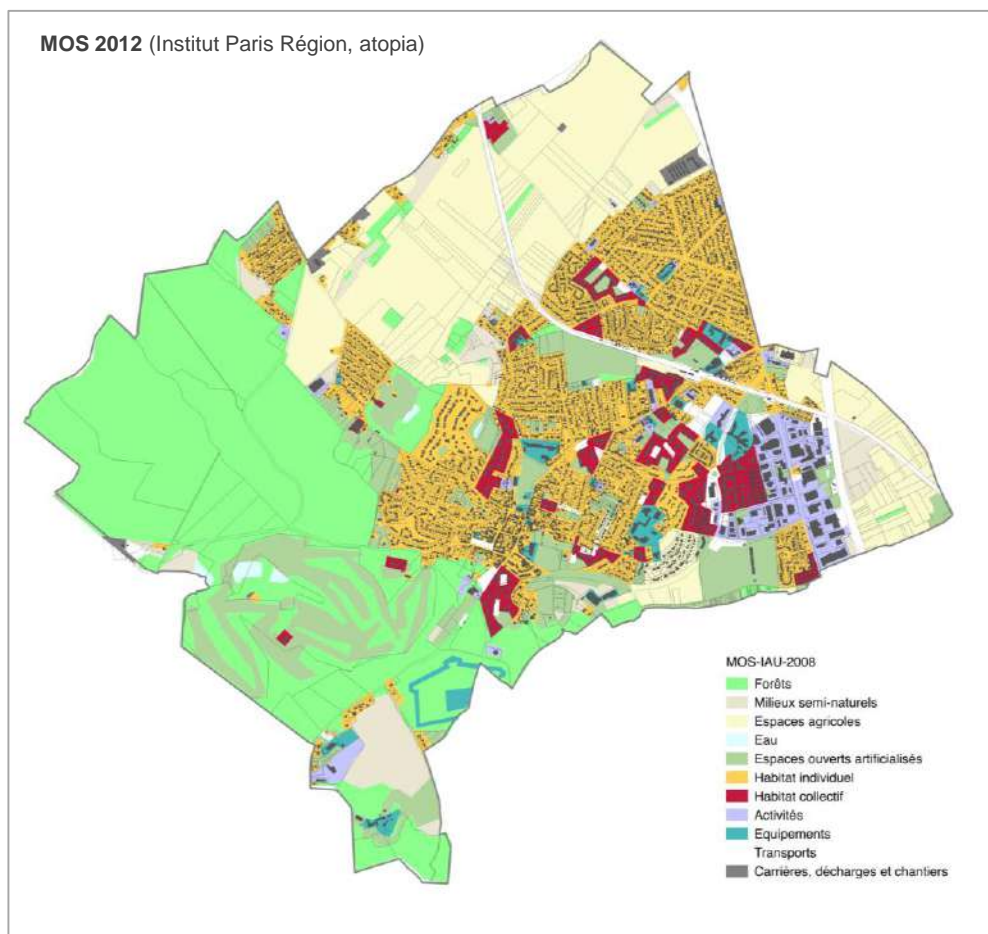 MOS 2012 (Institut Paris Région, atopia)
MOS-IAU-2008
Forêts
Milieux semi-naturels
Espaces agricoles
Eau
Espaces ouverts artificialisés
Habitat individuel
Habitat collectif
Activités
Equipements
Transports
Carrières, décharges et chantiers